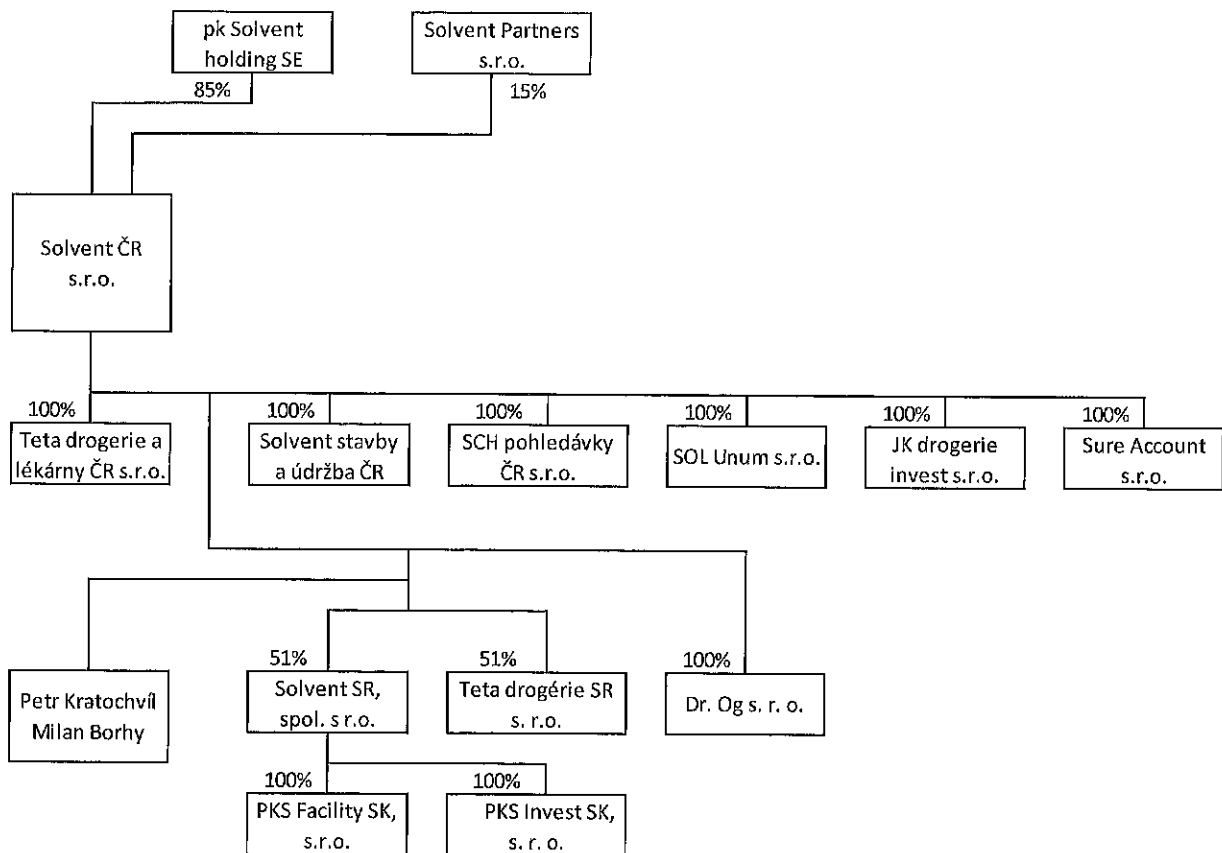 pk Solvent
holding SE
Solvent Partners
s.r.o.
85%
15%
Solvent ČR
s.r.o.
100%
100%
100%
100%
100%
100%
Teta drogerie a
lékárny ČR s.r.o.
Solvent stavby
a údržba ČR
SCH pohledávky
ČR s.r.o.
SOL Unum s.r.o.
JK drogerie
invest s.r.o.
Sure Account
s.r.o.
51%
51%
100%
Petr Kratochvíl
Milan Borhy
Solvent SR,
spol. s r.o.
Teta drogérie SR
s. r. o.
Dr. Og s. r. o.
100%
100%
PKS Facility SK,
s.r.o.
PKS Invest SK,
s. r. o.